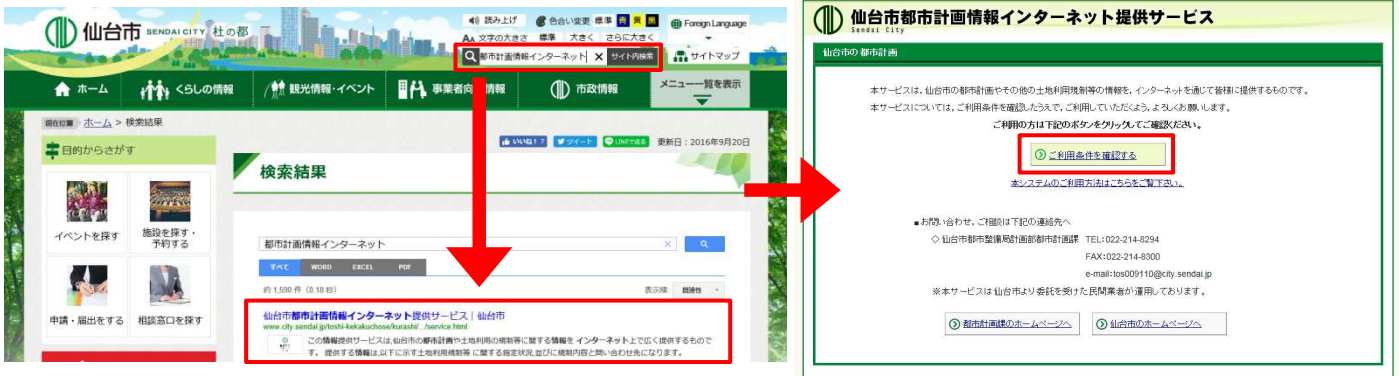 仙台市 SENDAI CITY 杜の都
読み上げ 色合い変更 標準 青 黄 黒 Foreign Language
AA 文字の大きさ 標準 大きく さらに大きく
都市計画情報インターネット × サイト内検索 サイトマップ
ホーム くらしの情報 観光情報・イベント 事業者向 情報 市政情報 メニュー一覧を表示
現在位置 ホーム > 検索結果
目的からさがす
いいね! 7 ツイート LINEで送る 更新日:2016年9月20日
検索結果
イベントを探す
施設を探す・
予約する
申請・届出をする 相談窓口を探す
都市計画情報インターネット ×
すべて WORD EXCEL PDF
約 1,590 件 (0.18 秒) 表示順: 関連性
仙台市都市計画情報インターネット提供サービス｜仙台市
www.city.sendai.jp/toshi-kekakuchose/kurashi/.../service.html
この情報提供サービスは,仙台市の都市計画や土地利用の規制等に関する情報を インターネット上で広く提供するもので
す。 提供する情報は,以下に示す土地利用規制等 に関する指定状況,並びに規制内容と問い合わせ先になります。
仙台市都市計画情報インターネット提供サービス
Sendai City
仙台市の都市計画
本サービスは、仙台市の都市計画やその他の土地利用規制等の情報を、インターネットを通じて皆様に提供するものです。
本サービスについては、ご利用条件を確認したうえで、ご利用していただくよう、よろしくお願いします。
ご利用の方は下記のボタンをクリックしてご確認ください。
ご利用条件を確認する
本システムのご利用方法はこちらをご覧下さい。
■お問い合わせ、ご相談は下記の連絡先へ
◇仙台市都市整備局計画部都市計画課 TEL:022-214-8294
FAX:022-214-8300
e-mail:tos009110@city.sendai.jp
※本サービスは仙台市より委託を受けた民間業者が運用しております。
都市計画課のホームページへ 仙台市のホームページへ